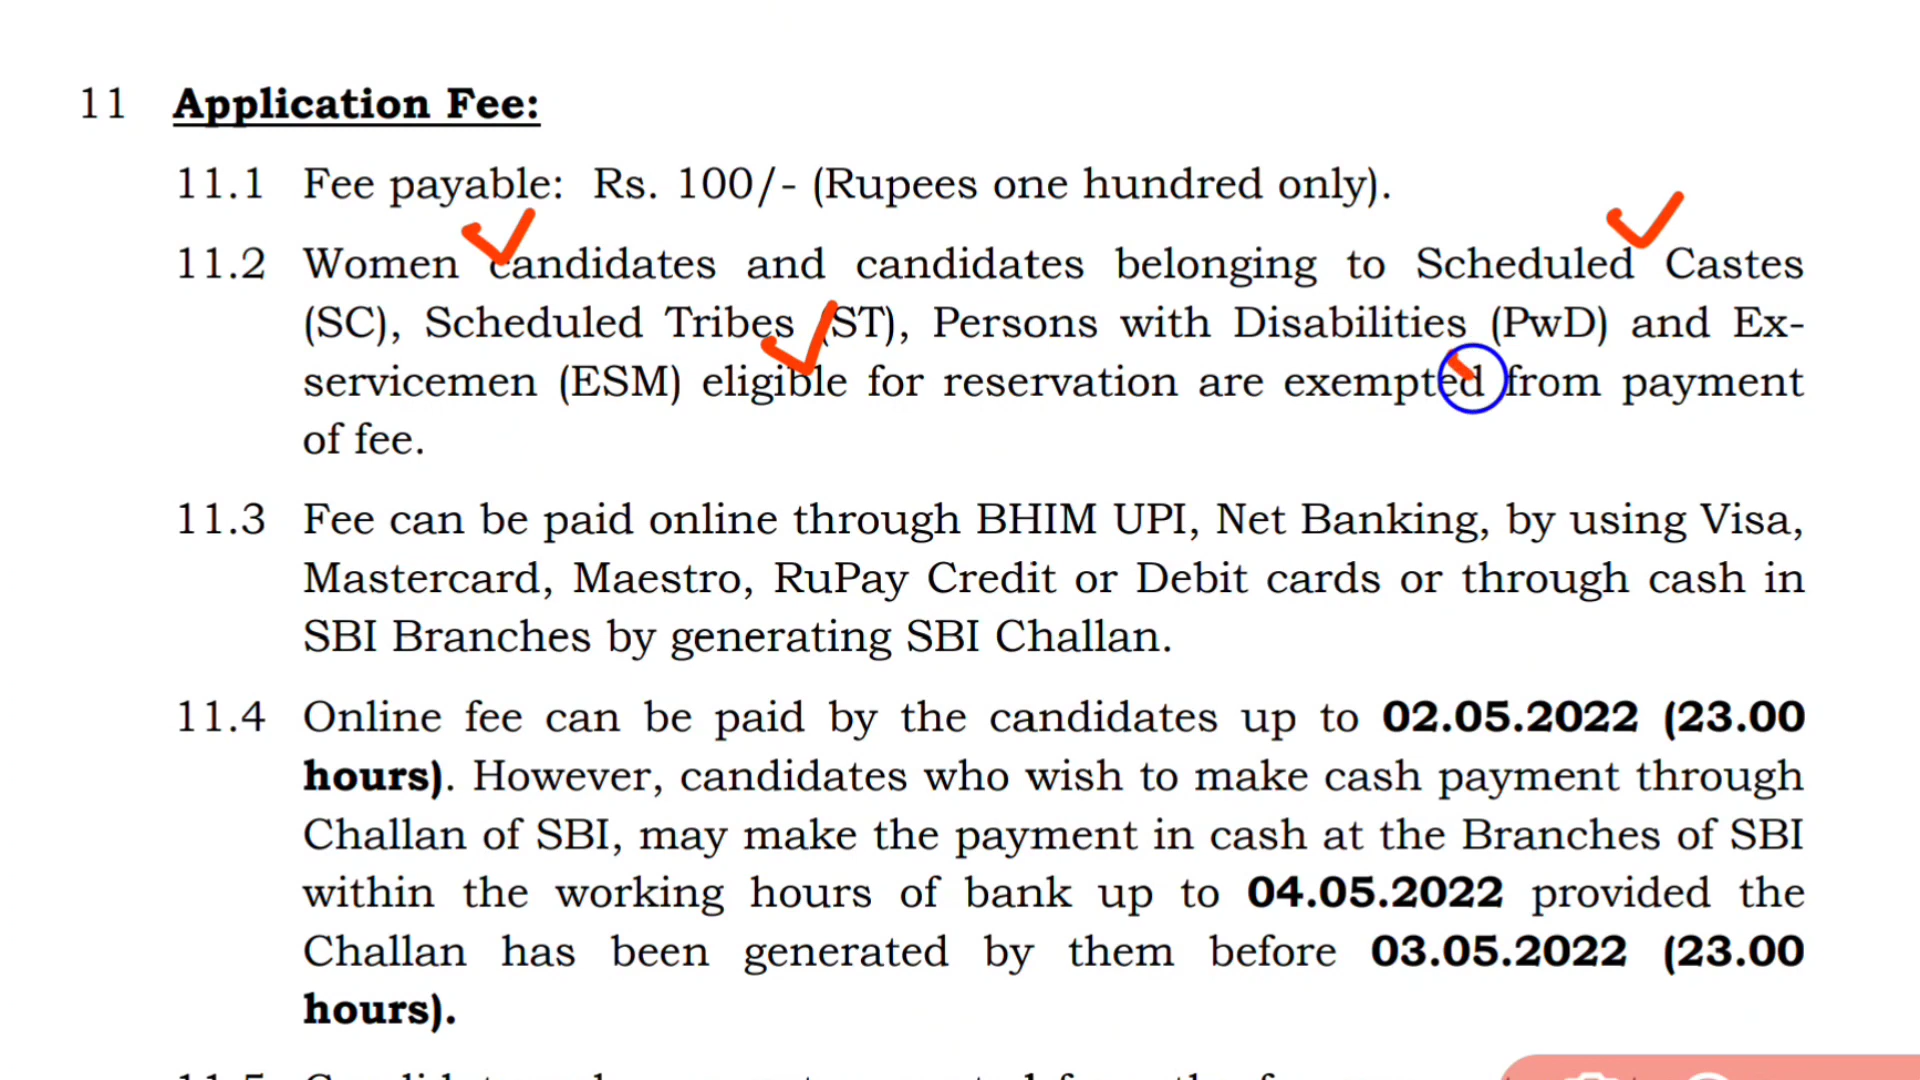 11 Application Fee:
11.1 Fee payable: Rs. 100/- (Rupees one hundred only).
11.2 Women candidates and candidates belonging to Scheduled Castes
(SC), Scheduled Tribes (ST), Persons with Disabilities (PwD) and Ex-
servicemen (ESM) eligible for reservation are exempted from payment
of fee.
11.3 Fee can be paid online through BHIM UPI, Net Banking, by using Visa,
Mastercard, Maestro, RuPay Credit or Debit cards or through cash in
SBI Branches by generating SBI Challan.
11.4 Online fee can be paid by the candidates up to 02.05.2022 (23.00
hours). However, candidates who wish to make cash payment through
Challan of SBI, may make the payment in cash at the Branches of SBI
within the working hours of bank up to 04.05.2022 provided the
Challan has been generated by them before 03.05.2022 (23.00
hours).